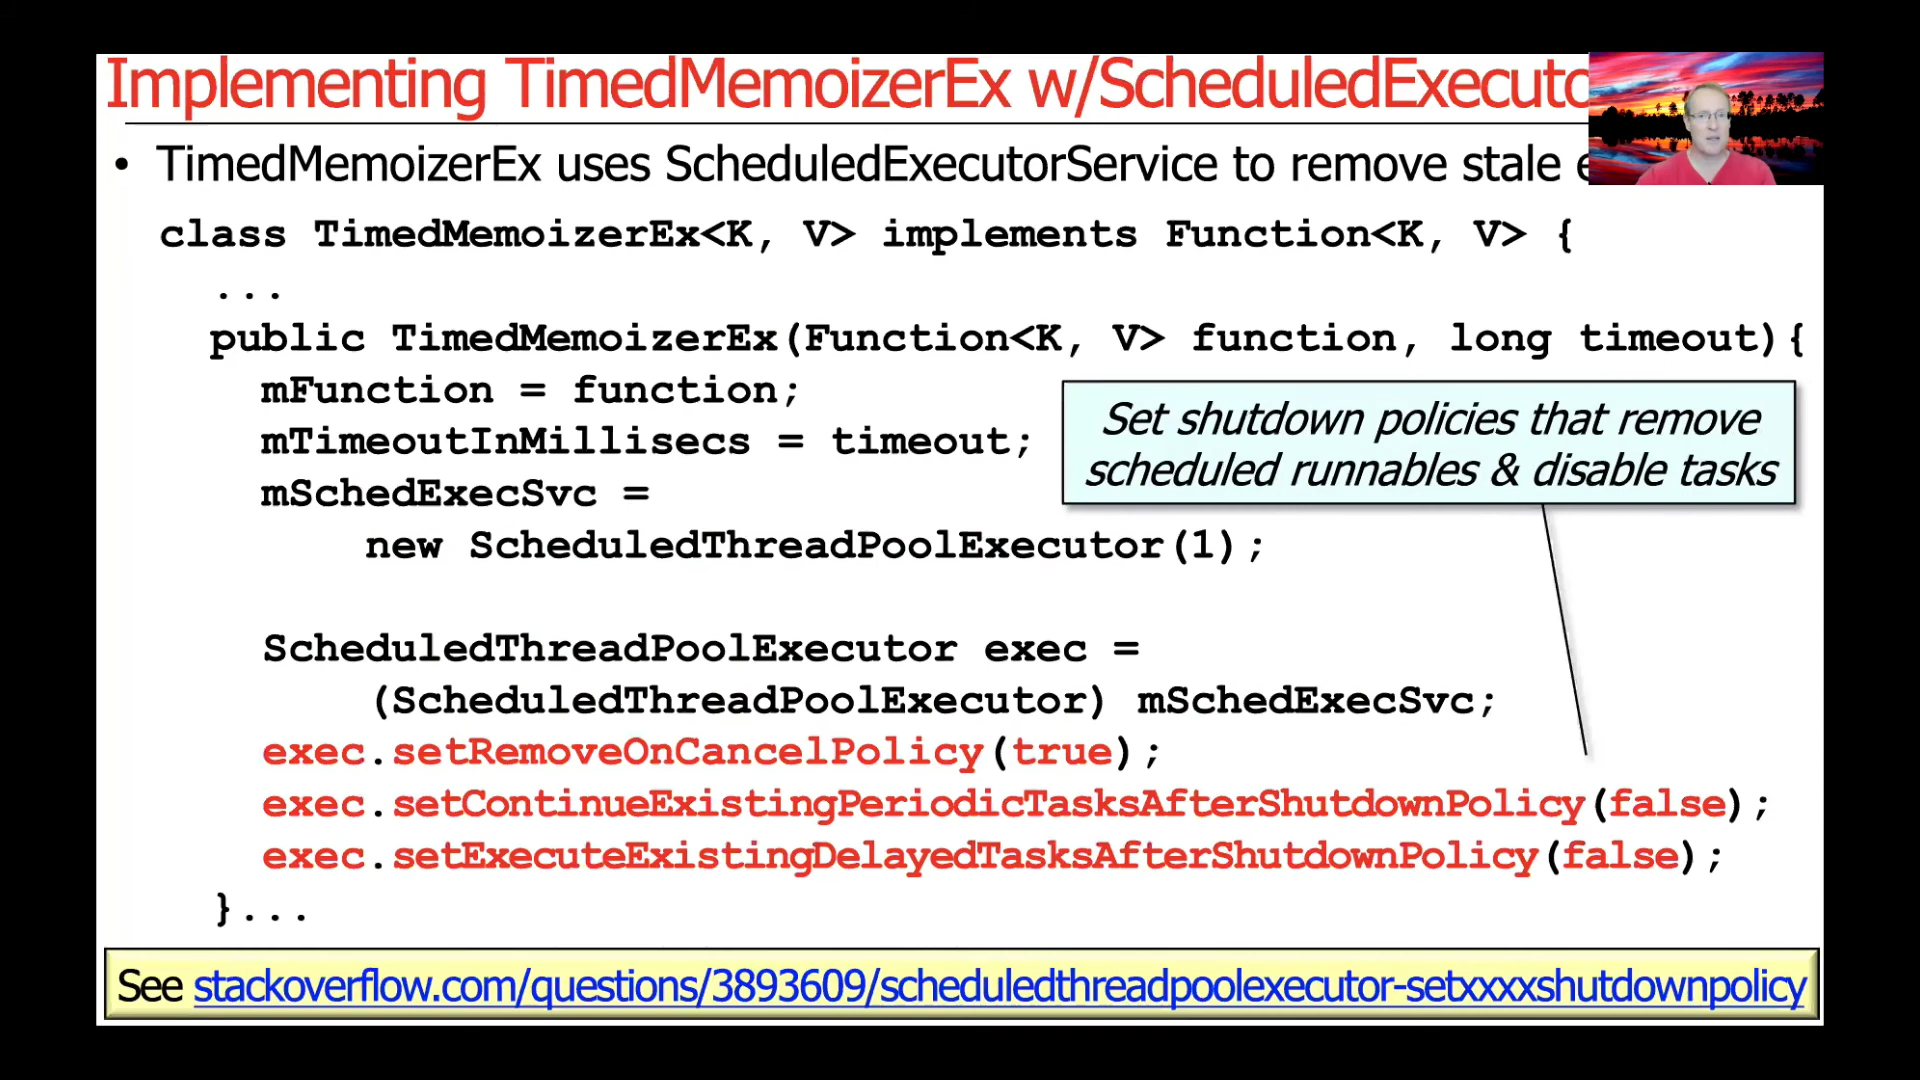 Implementing TimedMemoizerEx w/ScheduledExecuto
• TimedMemoizerEx uses ScheduledExecutorService to remove stale
class TimedMemoizerEx<K, V> implements Function<K, V> {
...
public TimedMemoizerEx(Function<K, V> function, long timeout){
mFunction = function;
mTimeoutInMillisecs = timeout;
mSchedExecSvc =
new ScheduledThreadPoolExecutor(1);
Set shutdown policies that remove
scheduled runnables & disable tasks
ScheduledThreadPoolExecutor exec =
(ScheduledThreadPoolExecutor) mSchedExecSvc;
exec.setRemoveOnCancelPolicy(true);
exec.setContinueExistingPeriodicTasksAfterShutdownPolicy(false);
exec.setExecuteExistingDelayedTasksAfterShutdownPolicy(false);
}...
See stackoverflow.com/questions/3893609/scheduledthreadpoolexecutor-setxxxxshutdownpolicy